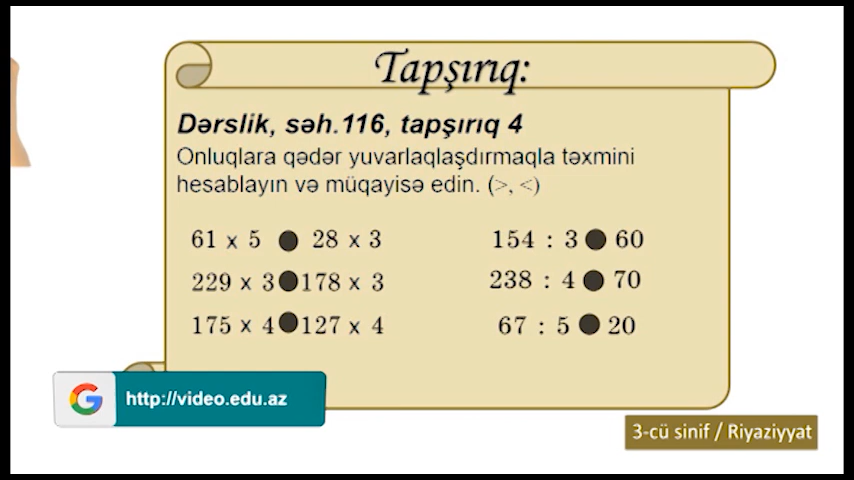 Tapşırıq:
Dərslik, səh.116, tapşırıq 4
Onluqlara qədər yuvarlaqlaşdırmaqla təxmini
hesablayın və müqayisə edin. (>, <)
61 x 5 ● 28 x 3
154 : 3 ● 60
229 x 3 ● 178 x 3
238 : 4 ● 70
175 x 4 ● 127 x 4
67 : 5 ● 20
G http://video.edu.az
3-cü sinif / Riyaziyyat